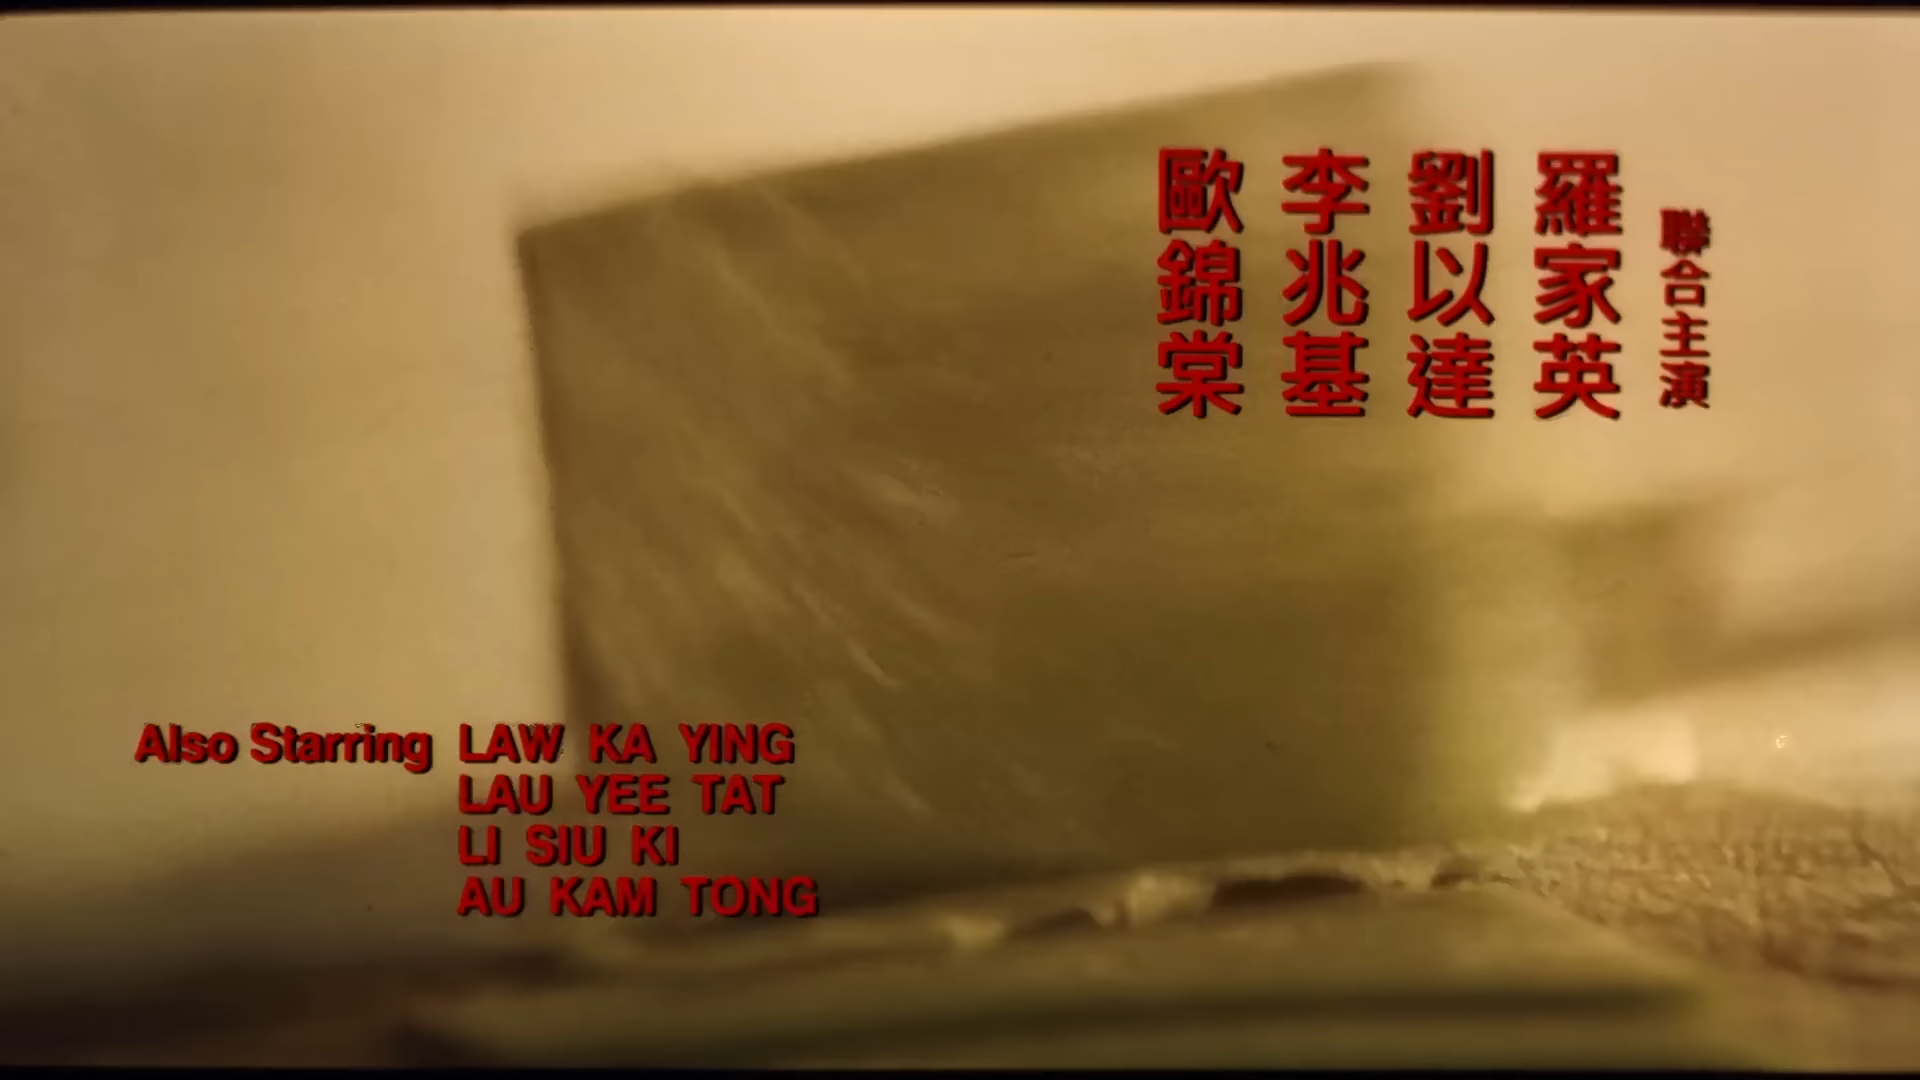 聯合主演
羅家英
劉以達
李兆基
歐錦棠
Also Starring LAW KA YING
LAU YEE TAT
LI SIU KI
AU KAM TONG